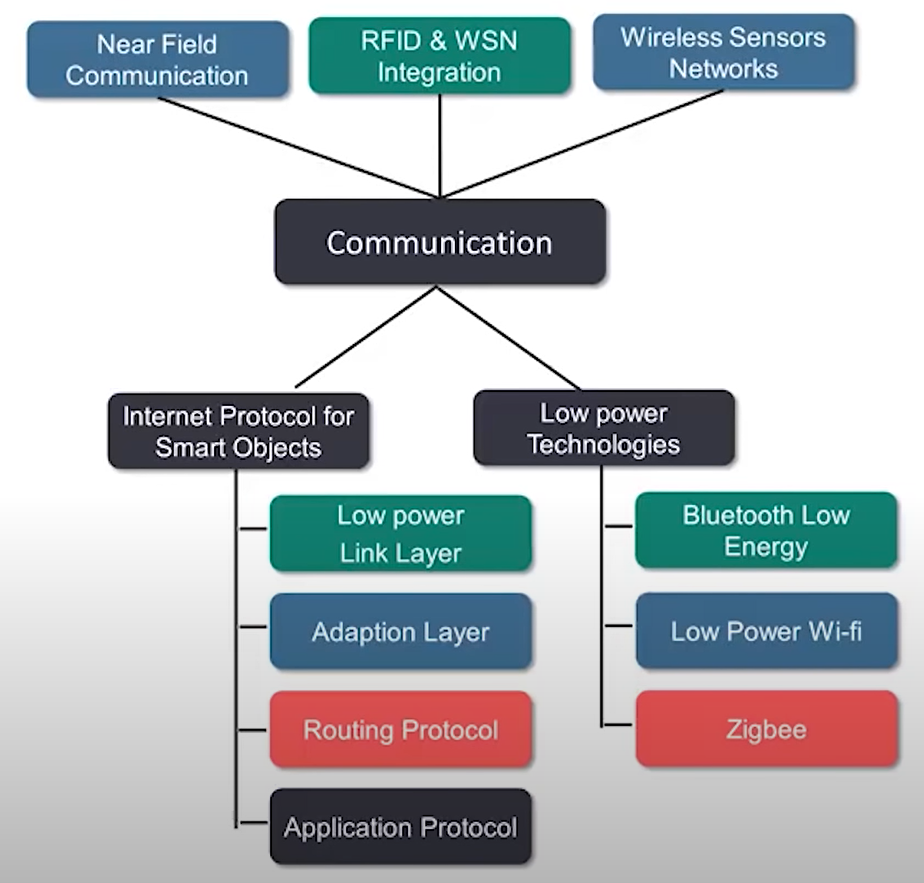 Near Field
Communication
RFID & WSN
Integration
Wireless Sensors
Networks
Communication
Internet Protocol for
Smart Objects
Low power
Link Layer
Adaption Layer
Routing Protocol
Application Protocol
Low power
Technologies
Bluetooth Low
Energy
Low Power Wi-fi
Zigbee